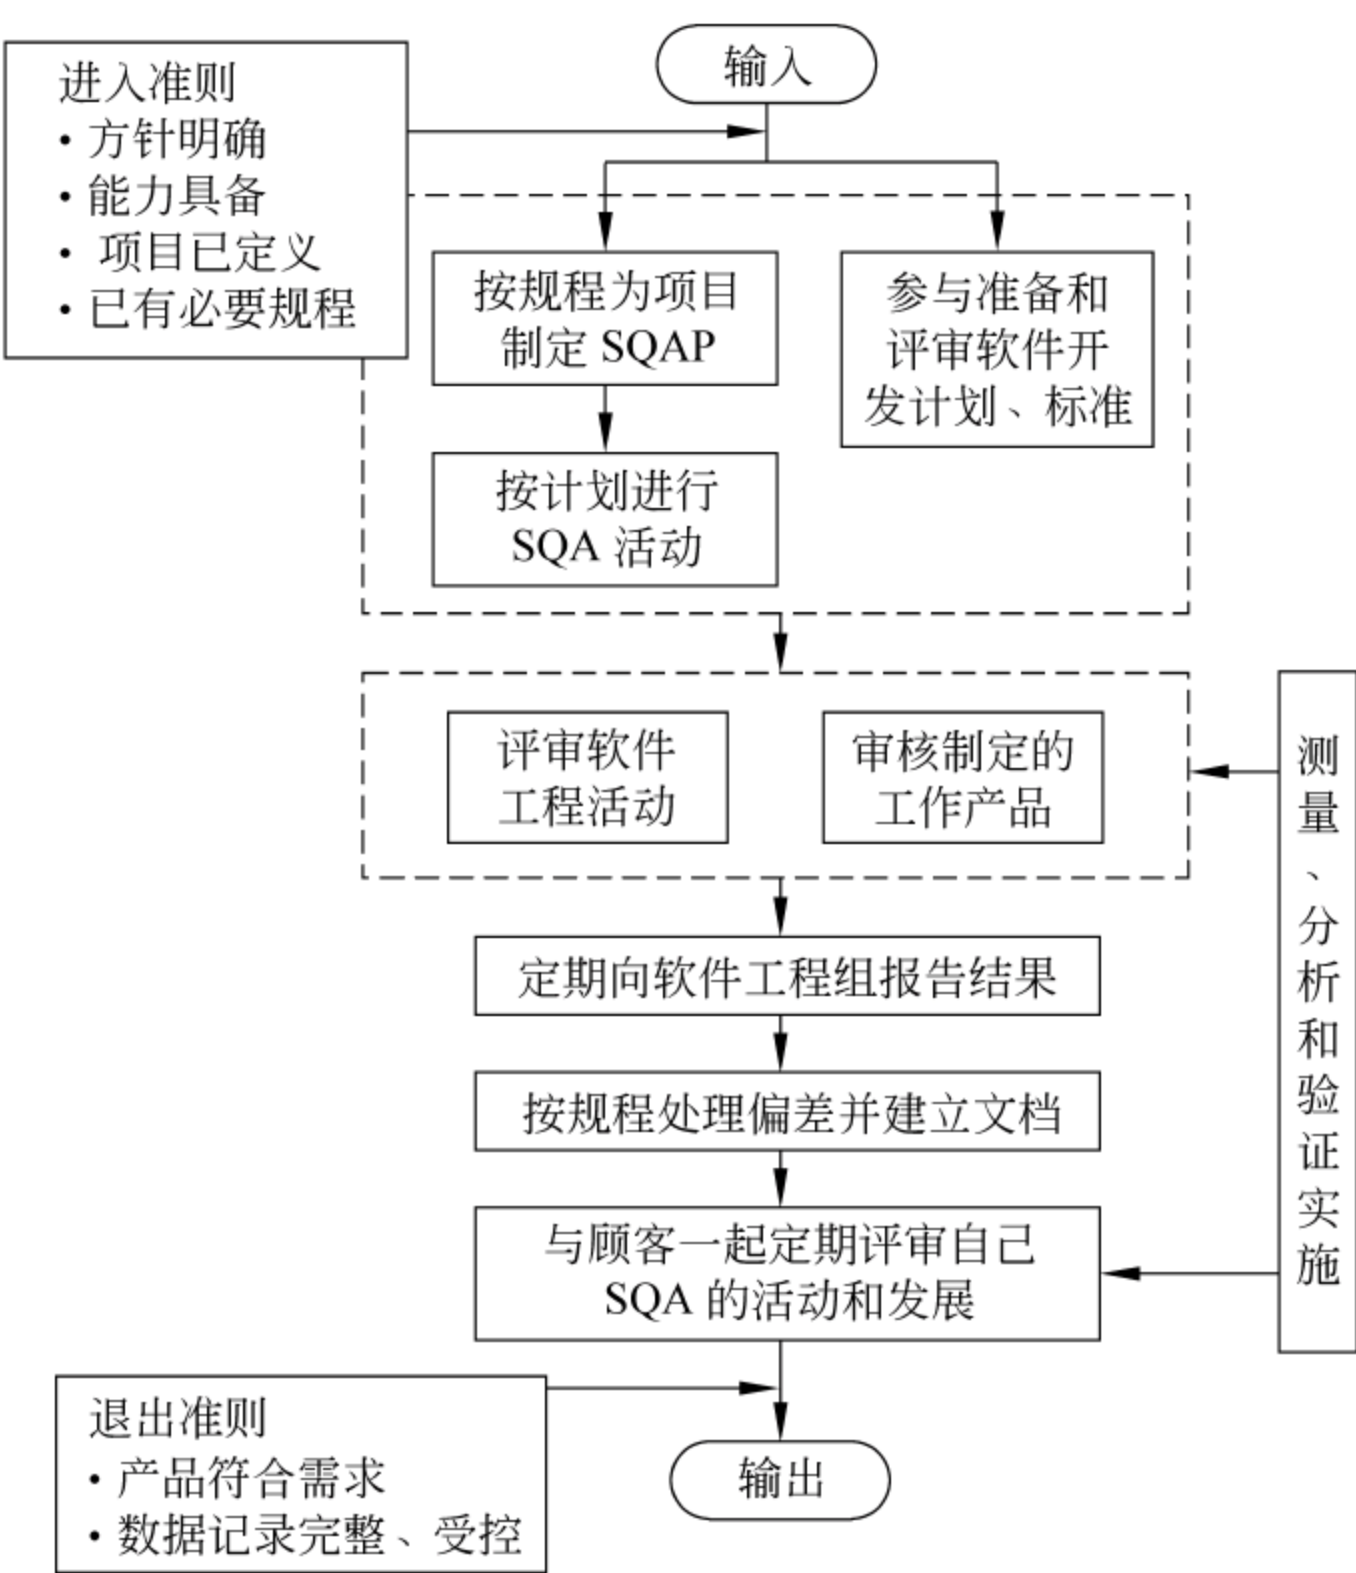 输入
进入准则
·方针明确
·能力具备
·项目已定义
·已有必要规程
按规程为项目
制定 SQAP
参与准备和
评审软件开
发计划、标准
按计划进行
SQA 活动
评审软件
工程活动
审核制定的
工作产品
测量、分析和验证实施
定期向软件工程组报告结果
按规程处理偏差并建立文档
与顾客一起定期评审自己
SQA 的活动和发展
退出准则
·产品符合需求
·数据记录完整、受控
输出